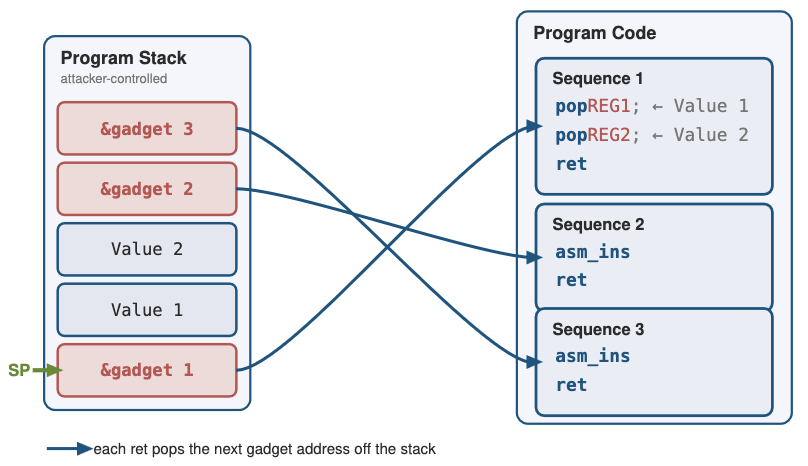 Program Stack
attacker-controlled
&gadget 3
&gadget 2
Value 2
Value 1
SP
&gadget 1
Program Code
Sequence 1
popREG1; ← Value 1
popREG2; ← Value 2
ret
Sequence 2
asm_ins
ret
Sequence 3
asm_ins
ret
each ret pops the next gadget address off the stack